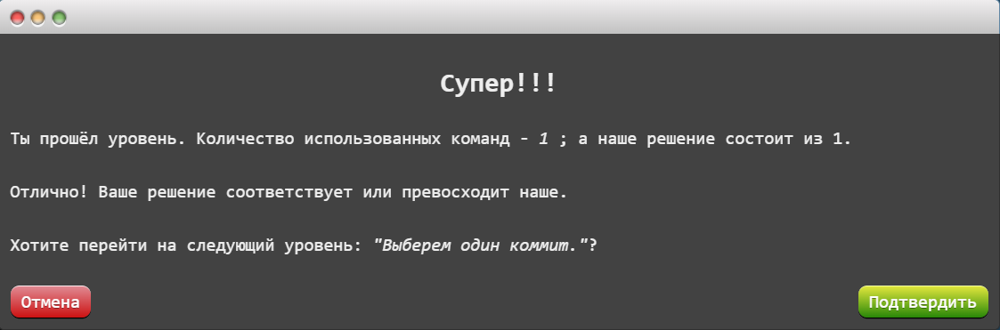 Супер!!!
Ты прошёл уровень. Количество использованных команд - 1 ; а наше решение состоит из 1.
Отлично! Ваше решение соответствует или превосходит наше.
Хотите перейти на следующий уровень: "Выберем один коммит."?
Отмена
Подтвердить